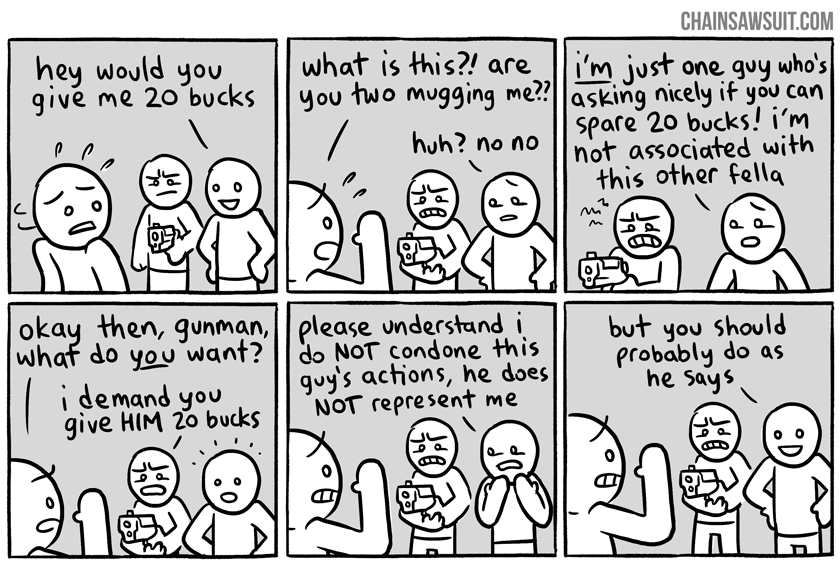 CHAINSAWSUIT.COM
hey would you
give me 20 bucks
what is this?! are
you two mugging me??
huh? no no
i'm just one guy who's
asking nicely if you can
spare 20 bucks! i'm
not associated with
this other fella
okay then, gunman,
what do you want?
i demand you
give HIM 20 bucks
please understand i
do NOT condone this
guy's actions, he does
NOT represent me
but you should
probably do as
he says